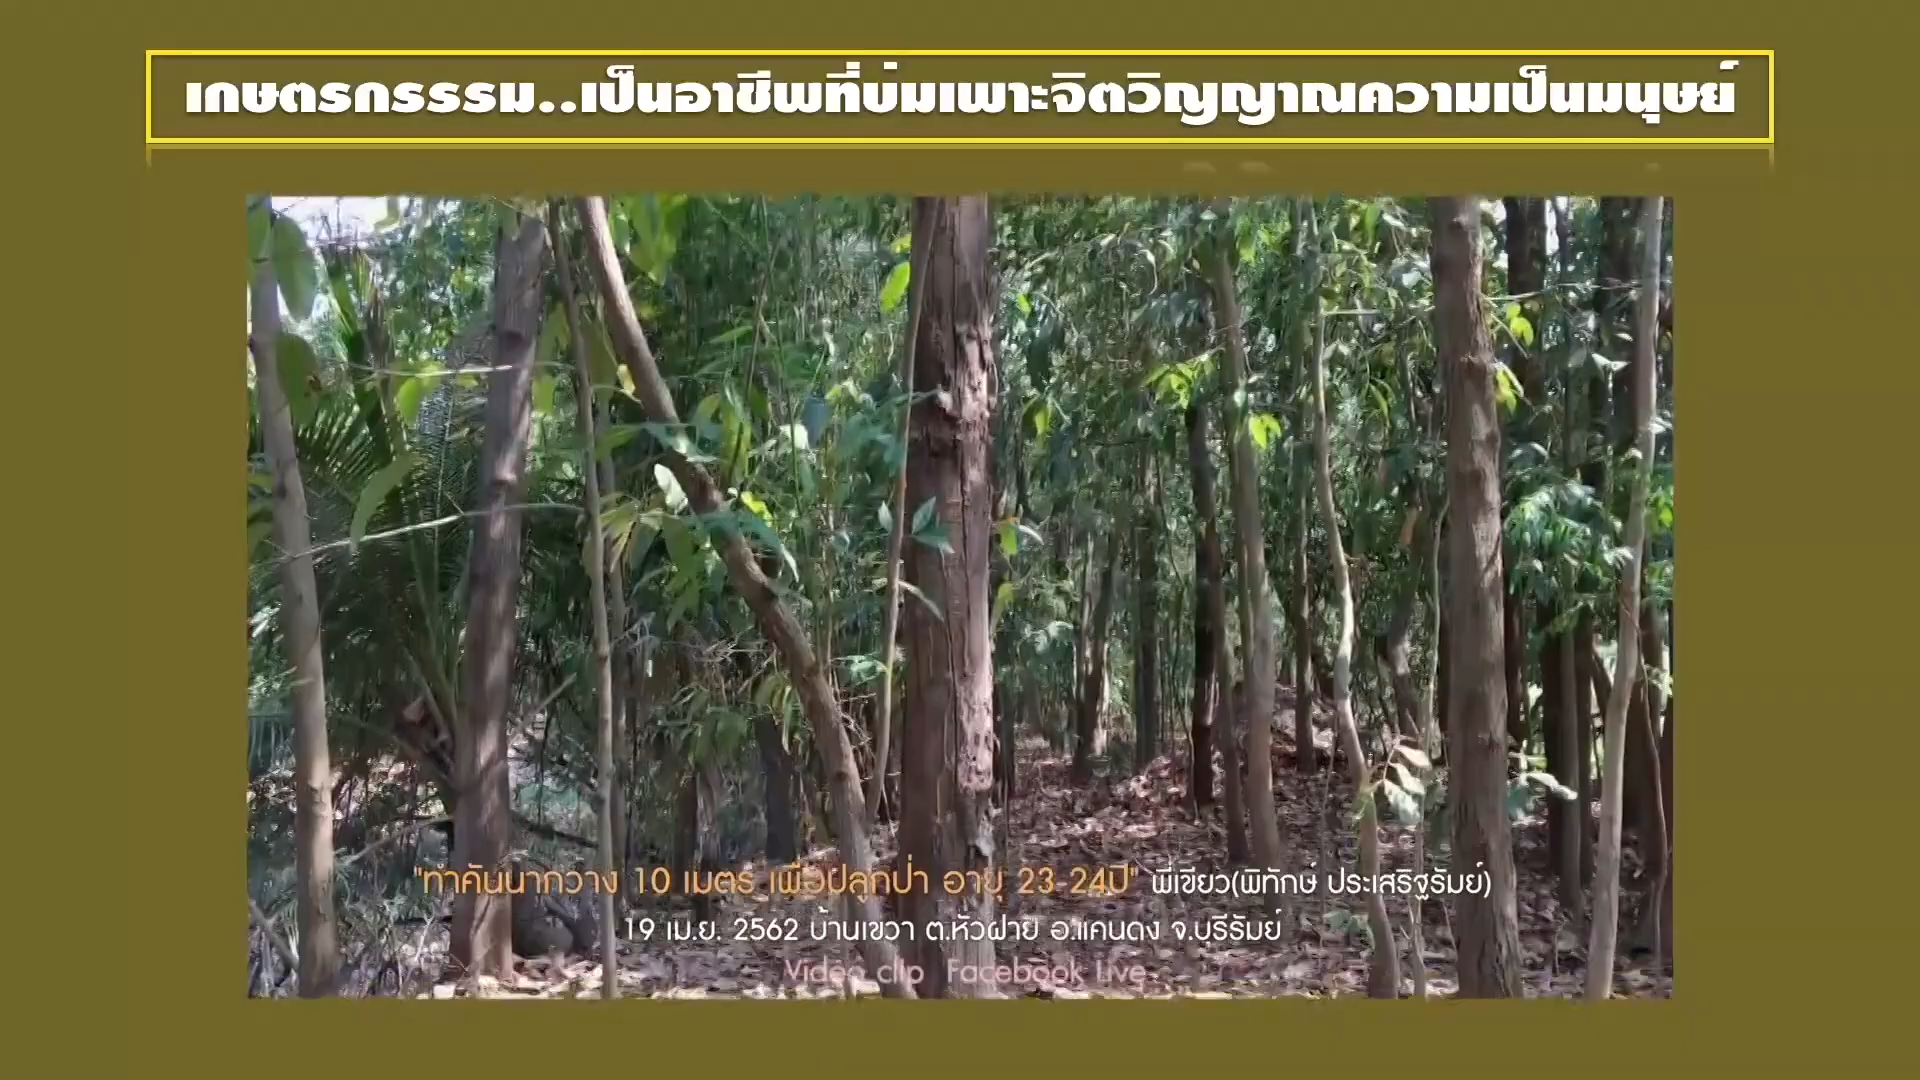 เกษตรกรรรม..เป็นอาชีพที่บ่มเพาะจิตวิญญาณความเป็นมนุษย์
"ทำคันนากว้าง 10 เมตร เพื่อปลูกป่า อายุ 23-24ปี" พี่เขียว(พิทักษ์ ประเสริฐรัมย์)
19 เม.ย. 2562 บ้านเขวา ต.หัวฝาย อ.แคนดง จ.บุรีรัมย์
Video clip Facebook Live